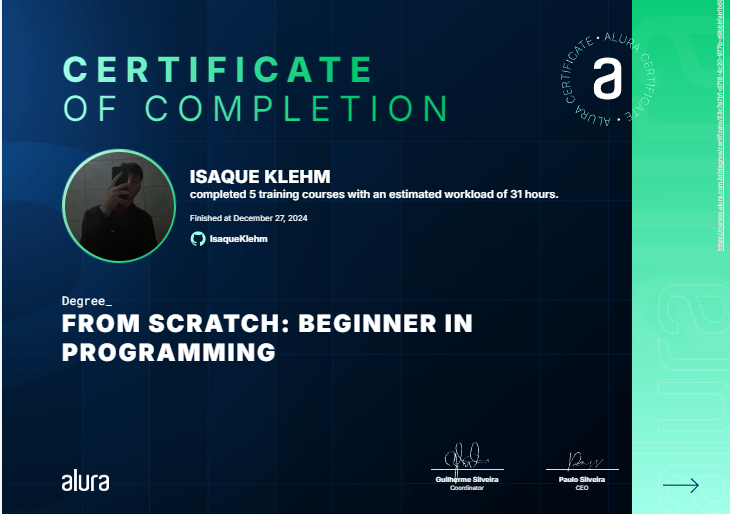 CERTIFICATE
OF COMPLETION
ALURA CERTIFICATE • ALURA CERTIFICATE •
a
ISAQUE KLEHM
completed 5 training courses with an estimated workload of 31 hours.
Finished at December 27, 2024
IsaqueKlehm
Degree_
FROM SCRATCH: BEGINNER IN
PROGRAMMING
alura
Guilherme Silveira
Coordinator
Paulo Silveira
CEO
alura